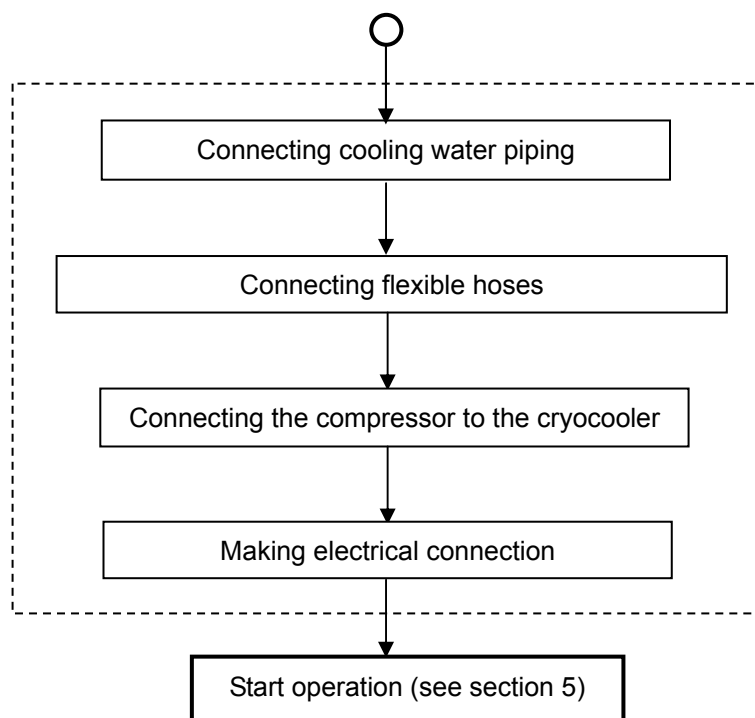 Connecting cooling water piping
Connecting flexible hoses
Connecting the compressor to the cryocooler
Making electrical connection
Start operation (see section 5)